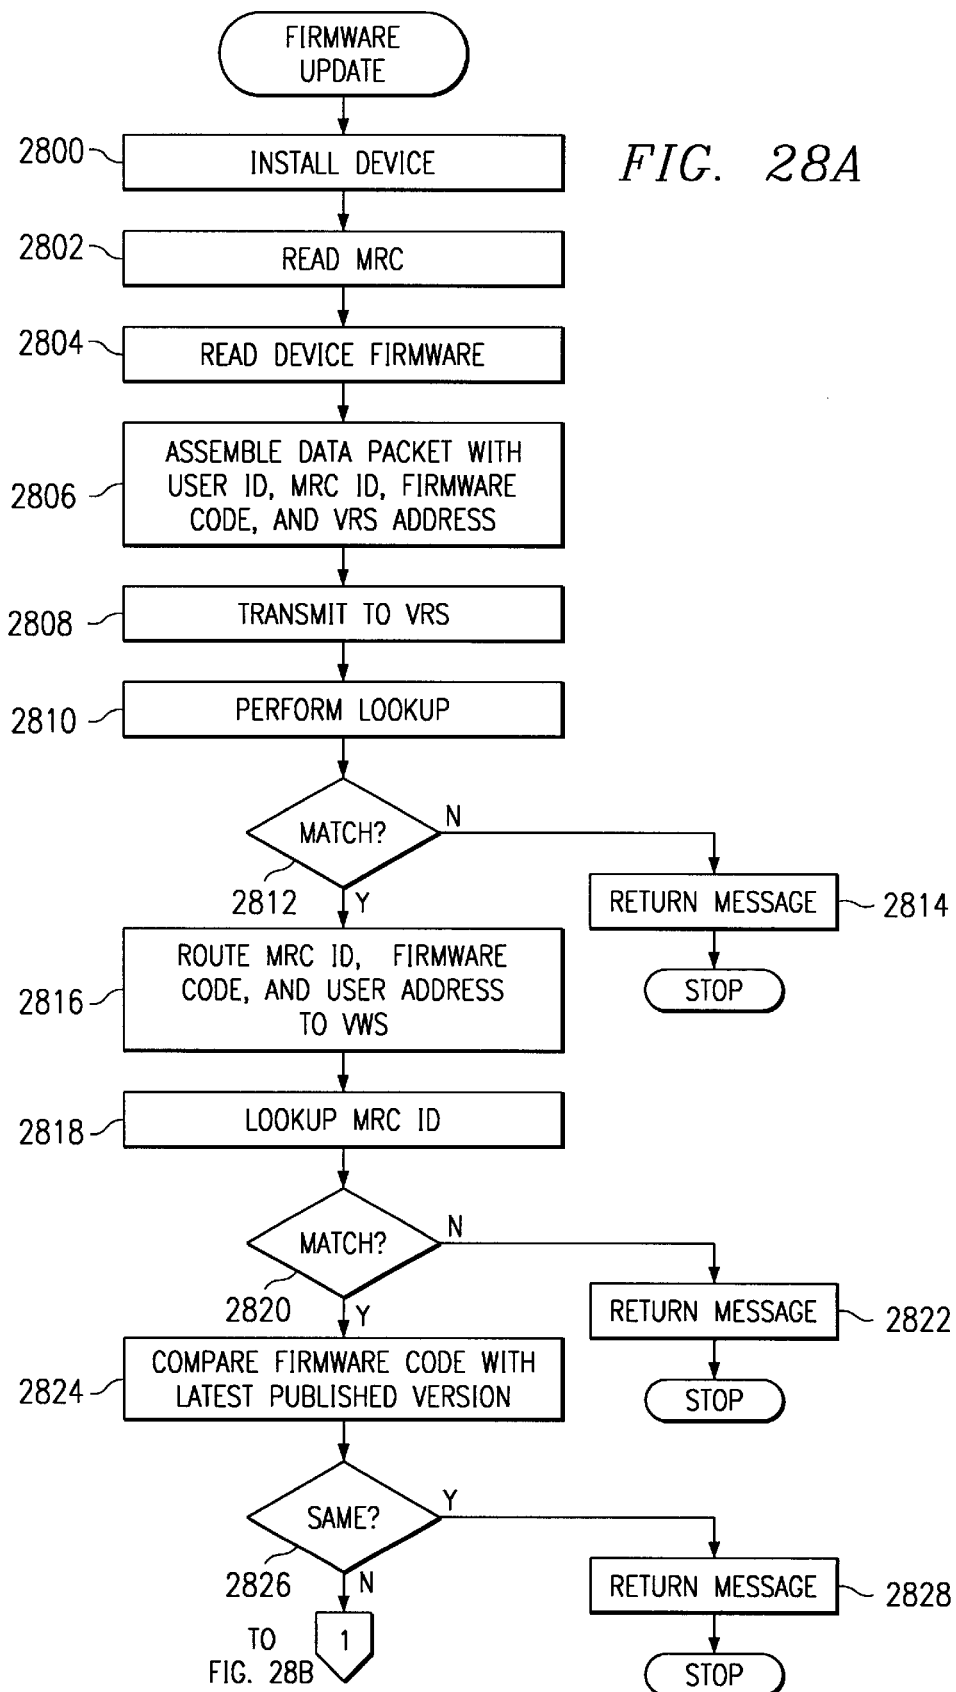 FIRMWARE
UPDATE
2800
INSTALL DEVICE
FIG. 28A
2802
READ MRC
2804
READ DEVICE FIRMWARE
2806
ASSEMBLE DATA PACKET WITH
USER ID, MRC ID, FIRMWARE
CODE, AND VRS ADDRESS
2808
TRANSMIT TO VRS
2810
PERFORM LOOKUP
MATCH?
N
2812
Y
RETURN MESSAGE
2814
STOP
2816
ROUTE MRC ID, FIRMWARE
CODE, AND USER ADDRESS
TO VWS
2818
LOOKUP MRC ID
MATCH?
N
2820
Y
RETURN MESSAGE
2822
STOP
2824
COMPARE FIRMWARE CODE WITH
LATEST PUBLISHED VERSION
SAME?
Y
2826
N
RETURN MESSAGE
2828
STOP
1
TO
FIG. 28B